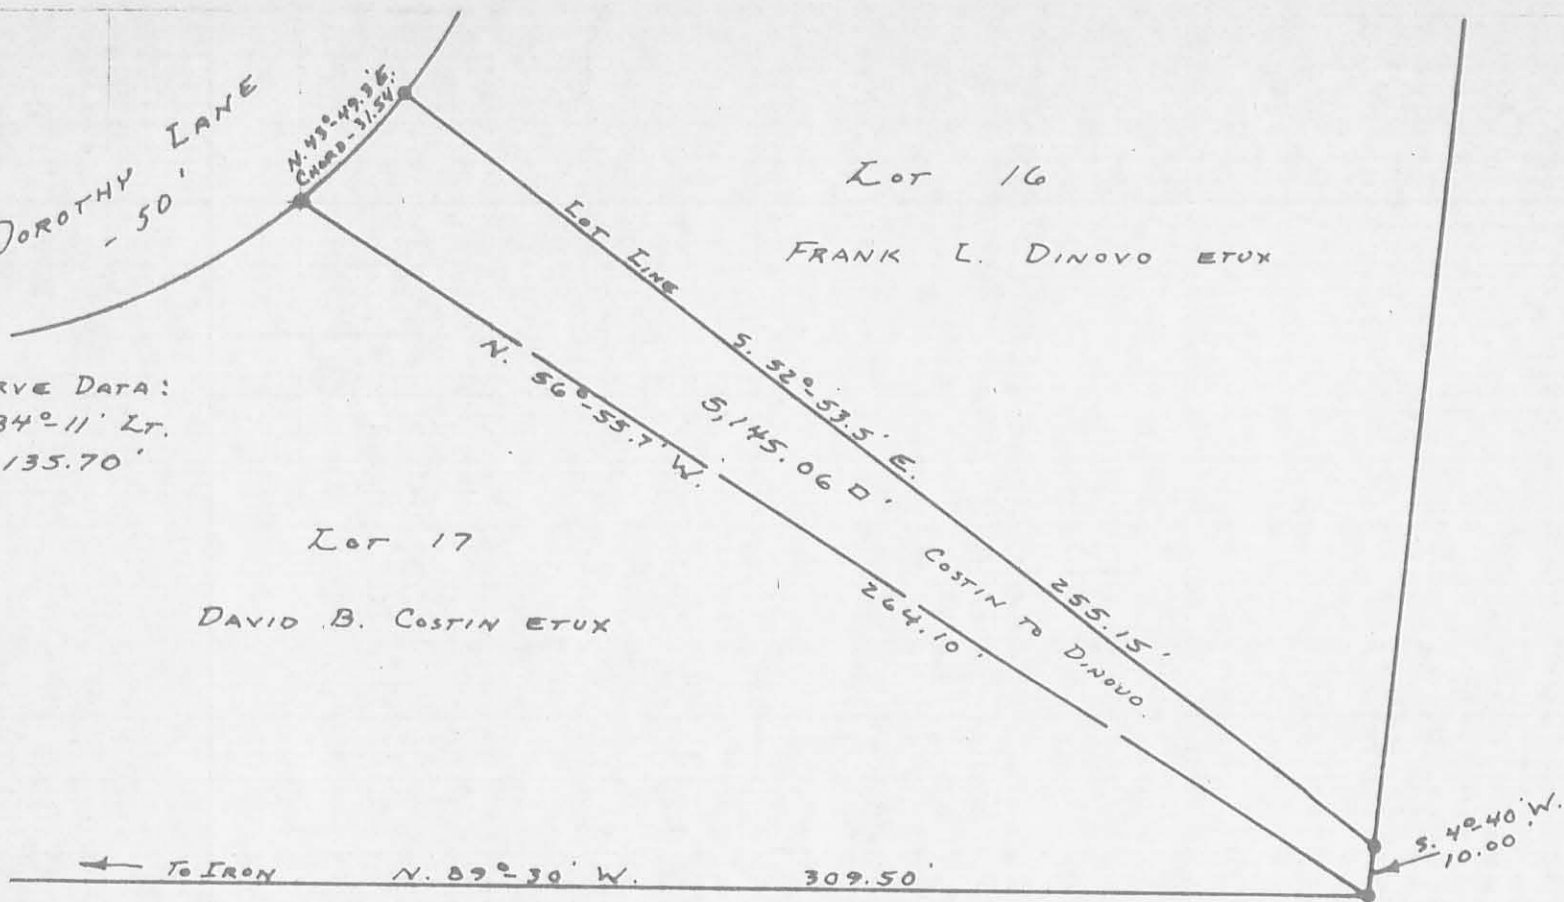 DOROTHY LANE
50'
N. 43°-49.3' E.
CHORD-31.54'
LOT 16
FRANK L. DINOVO ETUX
LOT LINE
S. 52°-53.5' E.
255.15'
N. 56°-55.7' W.
264.10'
5,145.06 □'
COSTIN TO DINOVO.
RVE DATA:
34°-11' LT.
135.70'
LOT 17
DAVID B. COSTIN ETUX
S. 4°-40' W.
10.00'
← TO IRON N. 89°-30' W. 309.50'